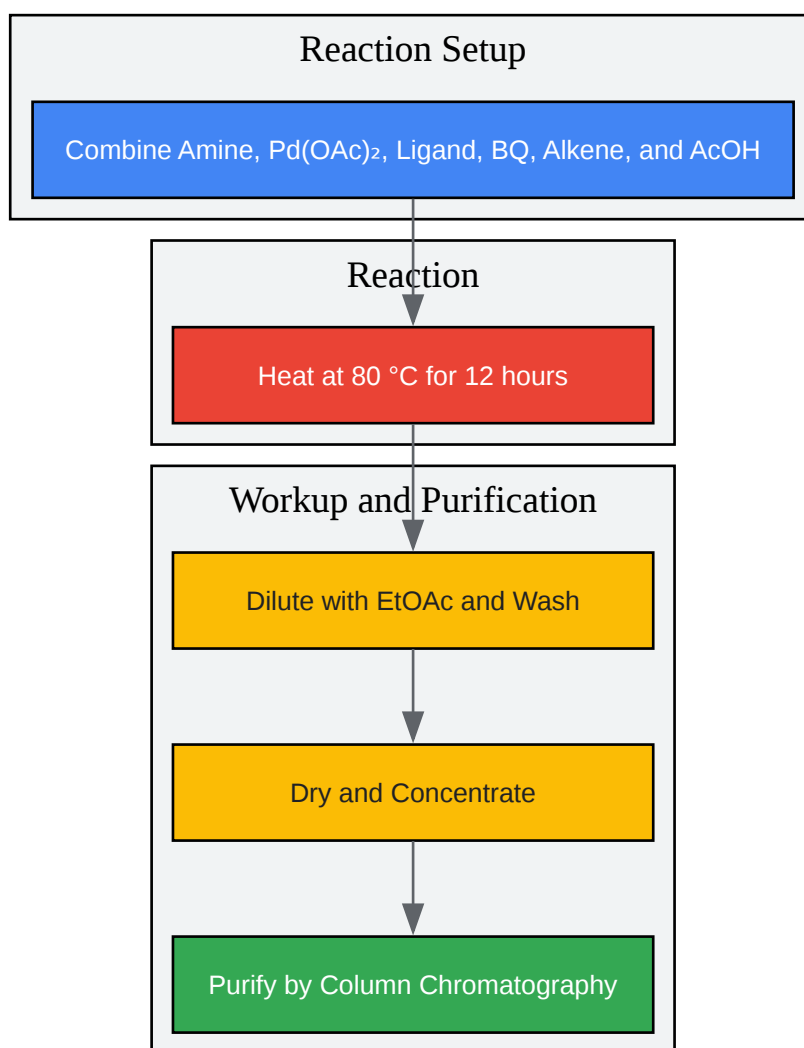 Reaction Setup
Combine Amine, Pd(OAc)₂, Ligand, BQ, Alkene, and AcOH
Reaction
Heat at 80 °C for 12 hours
Workup and Purification
Dilute with EtOAc and Wash
Dry and Concentrate
Purify by Column Chromatography